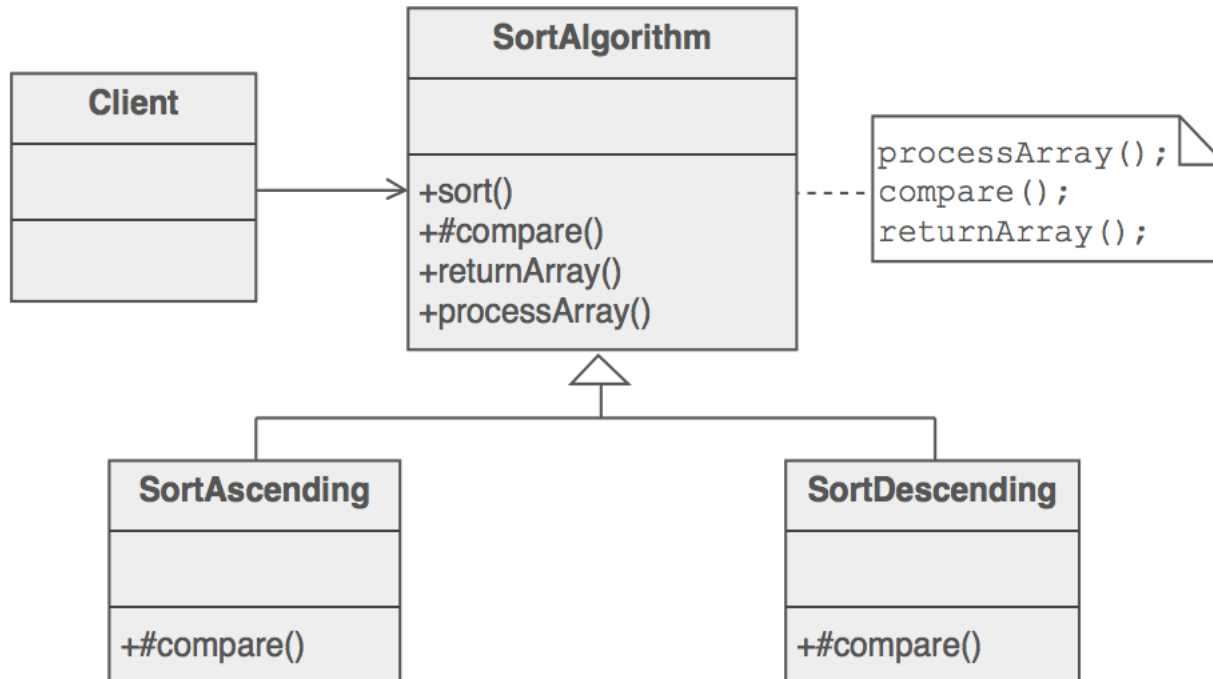 SortAlgorithm
Client
+sort()
+#compare()
+returnArray()
+processArray()
processArray();
compare();
returnArray();
SortAscending
+#compare()
SortDescending
+#compare()